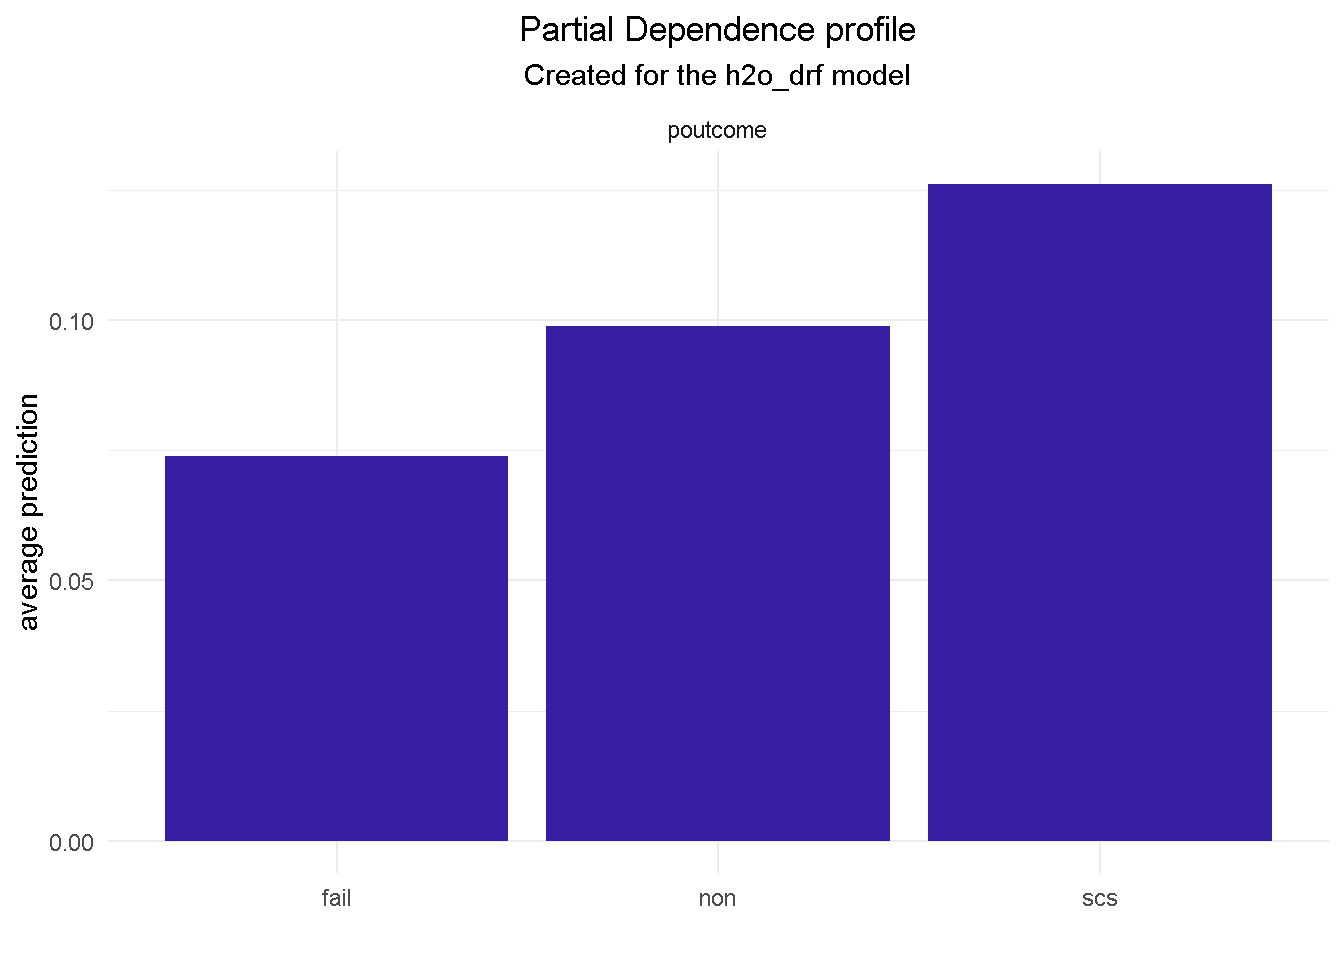 Partial Dependence profile
Created for the h2o_drf model
poutcome
average prediction
0.10
0.05
0.00
fail
non
scs